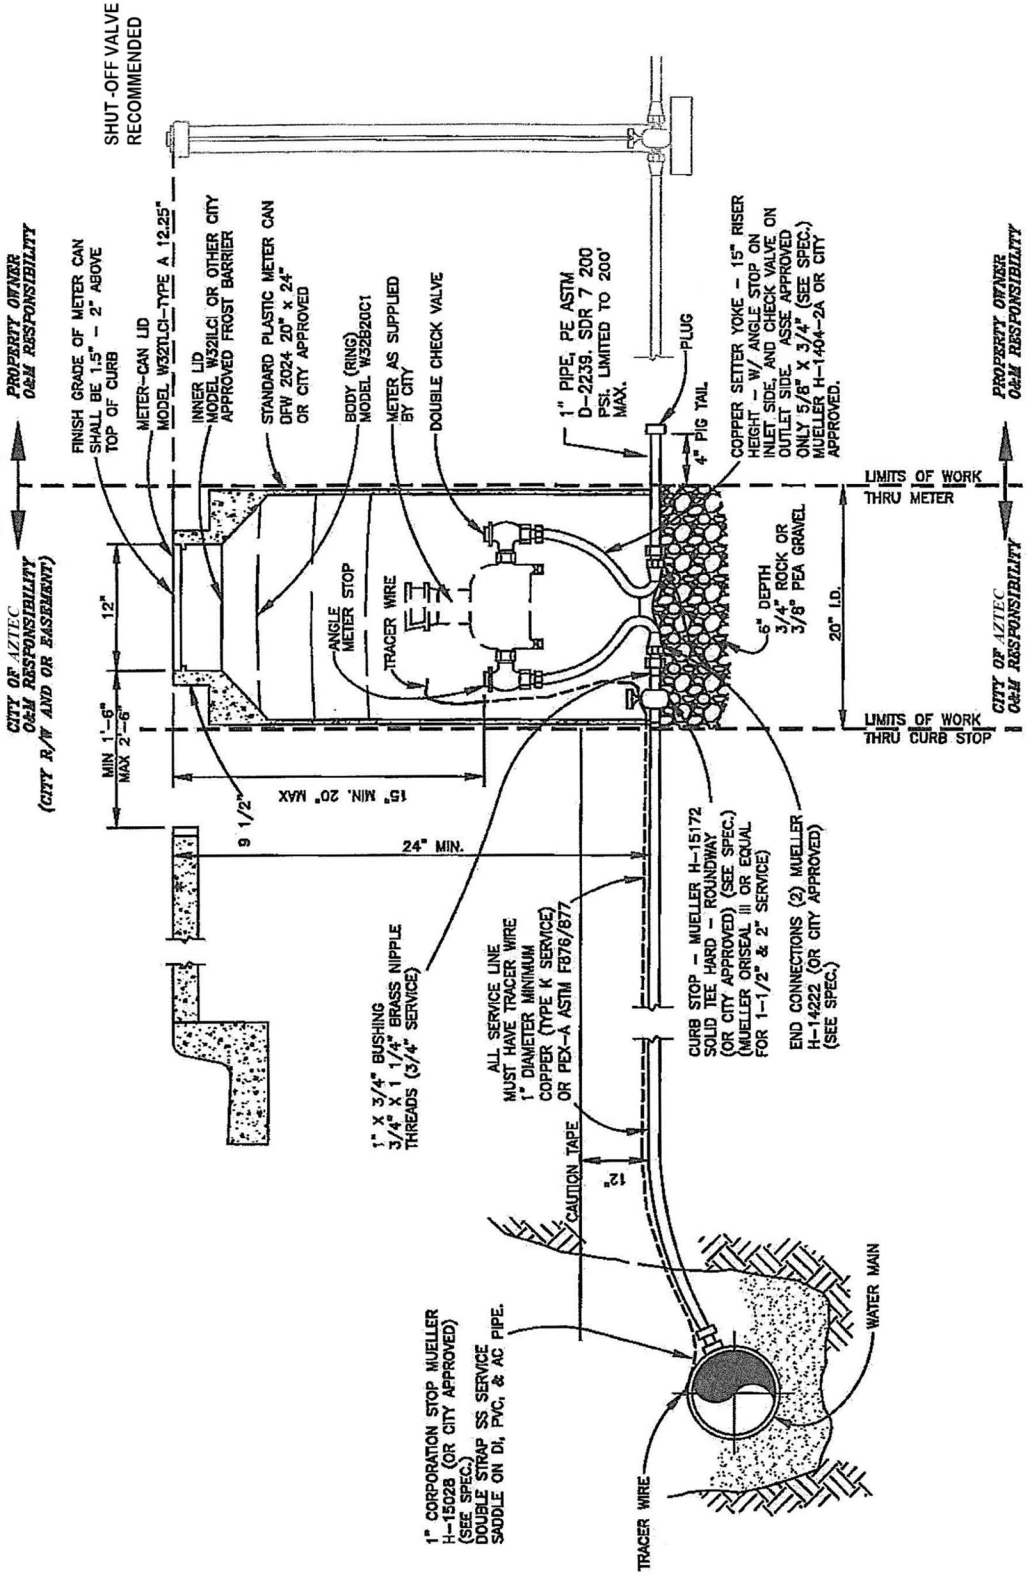 1" CORPORATION STOP MUELLER
H-15028 (OR CITY APPROVED)
(SEE SPEC.)
DOUBLE STRAP SS SERVICE
SADDLE ON DI, PVC, & AC PIPE.
TRACER WIRE
WATER MAIN
CAUTION TAPE
12"
1" X 3/4" BUSHING
3/4" X 1 1/4" BRASS NIPPLE
THREADS (3/4" SERVICE)
ALL SERVICE LINE
MUST HAVE TRACER WIRE
1" DIAMETER MINIMUM
COPPER (TYPE K SERVICE)
OR PEX-A ASTM F876/877
CURB STOP - MUELLER H-15172
SOLID TEE HARD - ROUNDWAY
(OR CITY APPROVED) (SEE SPEC.)
(MUELLER ORISEAL III OR EQUAL
FOR 1-1/2" & 2" SERVICE)
END CONNECTIONS (2) MUELLER
H-14222 (OR CITY APPROVED)
(SEE SPEC.)
24" MIN.
9 1/2"
15" MIN. 20" MAX
CITY OF AZTEC
O&M RESPONSIBILITY
(CITY R/W AND OR EASEMENT)
MIN 1'-6"
MAX 2'-6"
12"
ANGLE
METER STOP
TRACER WIRE
LIMITS OF WORK
THRU CURB STOP
CITY OF AZTEC
O&M RESPONSIBILITY
20" I.D.
6" DEPTH
3/4" ROCK OR
3/8" PEA GRAVEL
LIMITS OF WORK
THRU METER
PROPERTY OWNER
O&M RESPONSIBILITY
FINISH GRADE OF METER CAN
SHALL BE 1.5" - 2" ABOVE
TOP OF CURB
METER-CAN LID
MODEL W32TLCI-TYPE A 12.25"
INNER LID
MODEL W32ILCI OR OTHER CITY
APPROVED FROST BARRIER
STANDARD PLASTIC METER CAN
DFW 2024 20" x 24"
OR CITY APPROVED
BODY (RING)
MODEL W32B20C1
METER AS SUPPLIED
BY CITY
DOUBLE CHECK VALVE
1" PIPE, PE ASTM
D-2239. SDR 7 200
PSI. LIMITED TO 200'
MAX.
PLUG
4" PIG TAIL
COPPER SETTER YOKE - 15" RISER
HEIGHT - W/ ANGLE STOP ON
INLET SIDE, AND CHECK VALVE ON
OUTLET SIDE. ASSE APPROVED
ONLY 5/8" X 3/4" (SEE SPEC.)
MUELLER H-1404-2A OR CITY
APPROVED.
PROPERTY OWNER
O&M RESPONSIBILITY
SHUT-OFF VALVE
RECOMMENDED